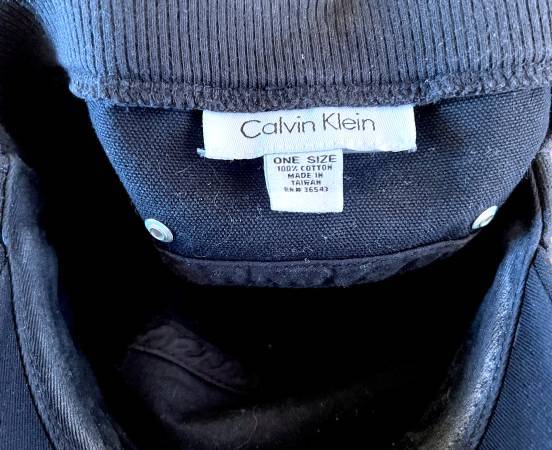 Calvin Klein
ONE SIZE
100% COTTON
MADE IN
TAIWAN
RN# 36543